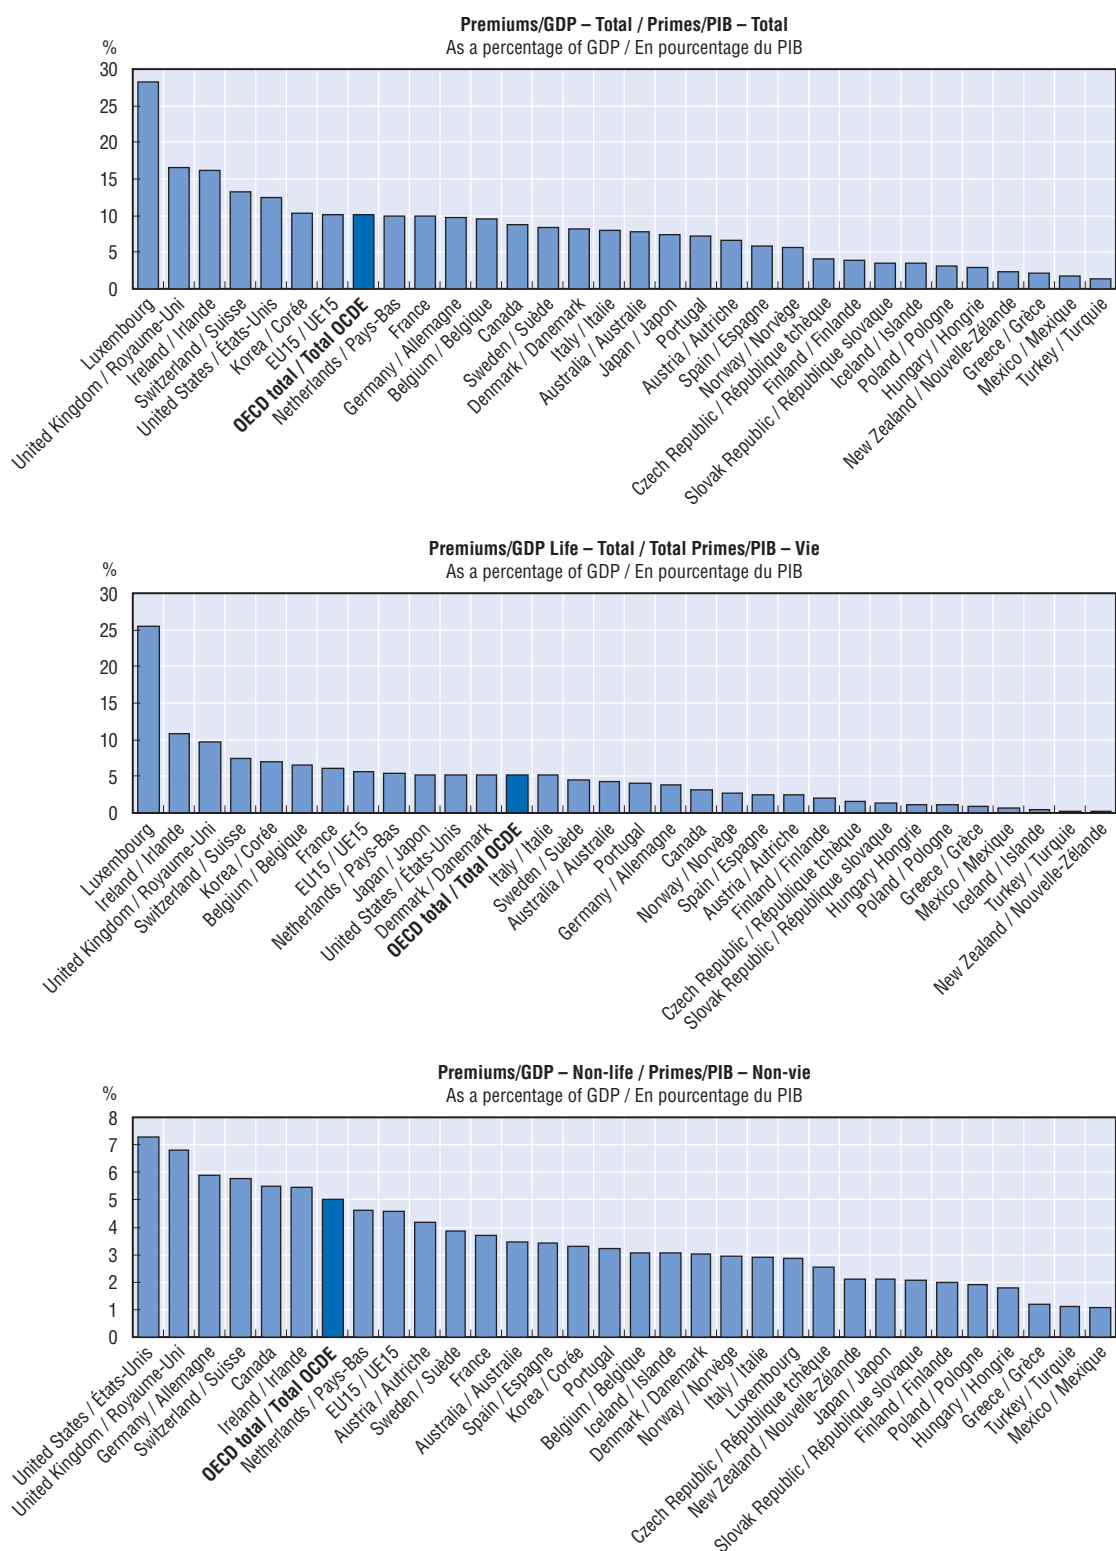 Premiums/GDP – Total / Primes/PIB – Total
As a percentage of GDP / En pourcentage du PIB
%
30
25
20
15
10
5
0
Luxembourg
United Kingdom / Royaume-Uni
Ireland / Irlande
Switzerland / Suisse
United States / États-Unis
Korea / Corée
EU15 / UE15
OECD total / Total OCDE
Netherlands / Pays-Bas
France
Germany / Allemagne
Belgium / Belgique
Canada
Sweden / Suède
Denmark / Danemark
Italy / Italie
Australia / Australie
Japan / Japon
Portugal
Austria / Autriche
Spain / Espagne
Norway / Norvège
Czech Republic / République tchèque
Finland / Finlande
Slovak Republic / République slovaque
Iceland / Islande
Poland / Pologne
Hungary / Hongrie
New Zealand / Nouvelle-Zélande
Greece / Grèce
Mexico / Mexique
Turkey / Turquie
Premiums/GDP Life – Total / Total Primes/PIB – Vie
As a percentage of GDP / En pourcentage du PIB
%
30
25
20
15
10
5
0
Luxembourg
Ireland / Irlande
United Kingdom / Royaume-Uni
Switzerland / Suisse
Korea / Corée
Belgium / Belgique
France
EU15 / UE15
Netherlands / Pays-Bas
Japan / Japon
United States / États-Unis
Denmark / Danemark
OECD total / Total OCDE
Italy / Italie
Sweden / Suède
Australia / Australie
Portugal
Germany / Allemagne
Canada
Norway / Norvège
Spain / Espagne
Austria / Autriche
Finland / Finlande
Czech Republic / République tchèque
Slovak Republic / République slovaque
Hungary / Hongrie
Poland / Pologne
Greece / Grèce
Mexico / Mexique
Iceland / Islande
Turkey / Turquie
New Zealand / Nouvelle-Zélande
Premiums/GDP – Non-life / Primes/PIB – Non-vie
As a percentage of GDP / En pourcentage du PIB
%
8
7
6
5
4
3
2
1
0
United States / États-Unis
United Kingdom / Royaume-Uni
Germany / Allemagne
Switzerland / Suisse
Canada
Ireland / Irlande
OECD total / Total OCDE
Netherlands / Pays-Bas
EU15 / UE15
Austria / Autriche
Sweden / Suède
France
Australia / Australie
Spain / Espagne
Korea / Corée
Portugal
Belgium / Belgique
Iceland / Islande
Denmark / Danemark
Norway / Norvège
Italy / Italie
Luxembourg
Czech Republic / République tchèque
New Zealand / Nouvelle-Zélande
Japan / Japon
Slovak Republic / République slovaque
Finland / Finlande
Poland / Pologne
Hungary / Hongrie
Greece / Grèce
Turkey / Turquie
Mexico / Mexique